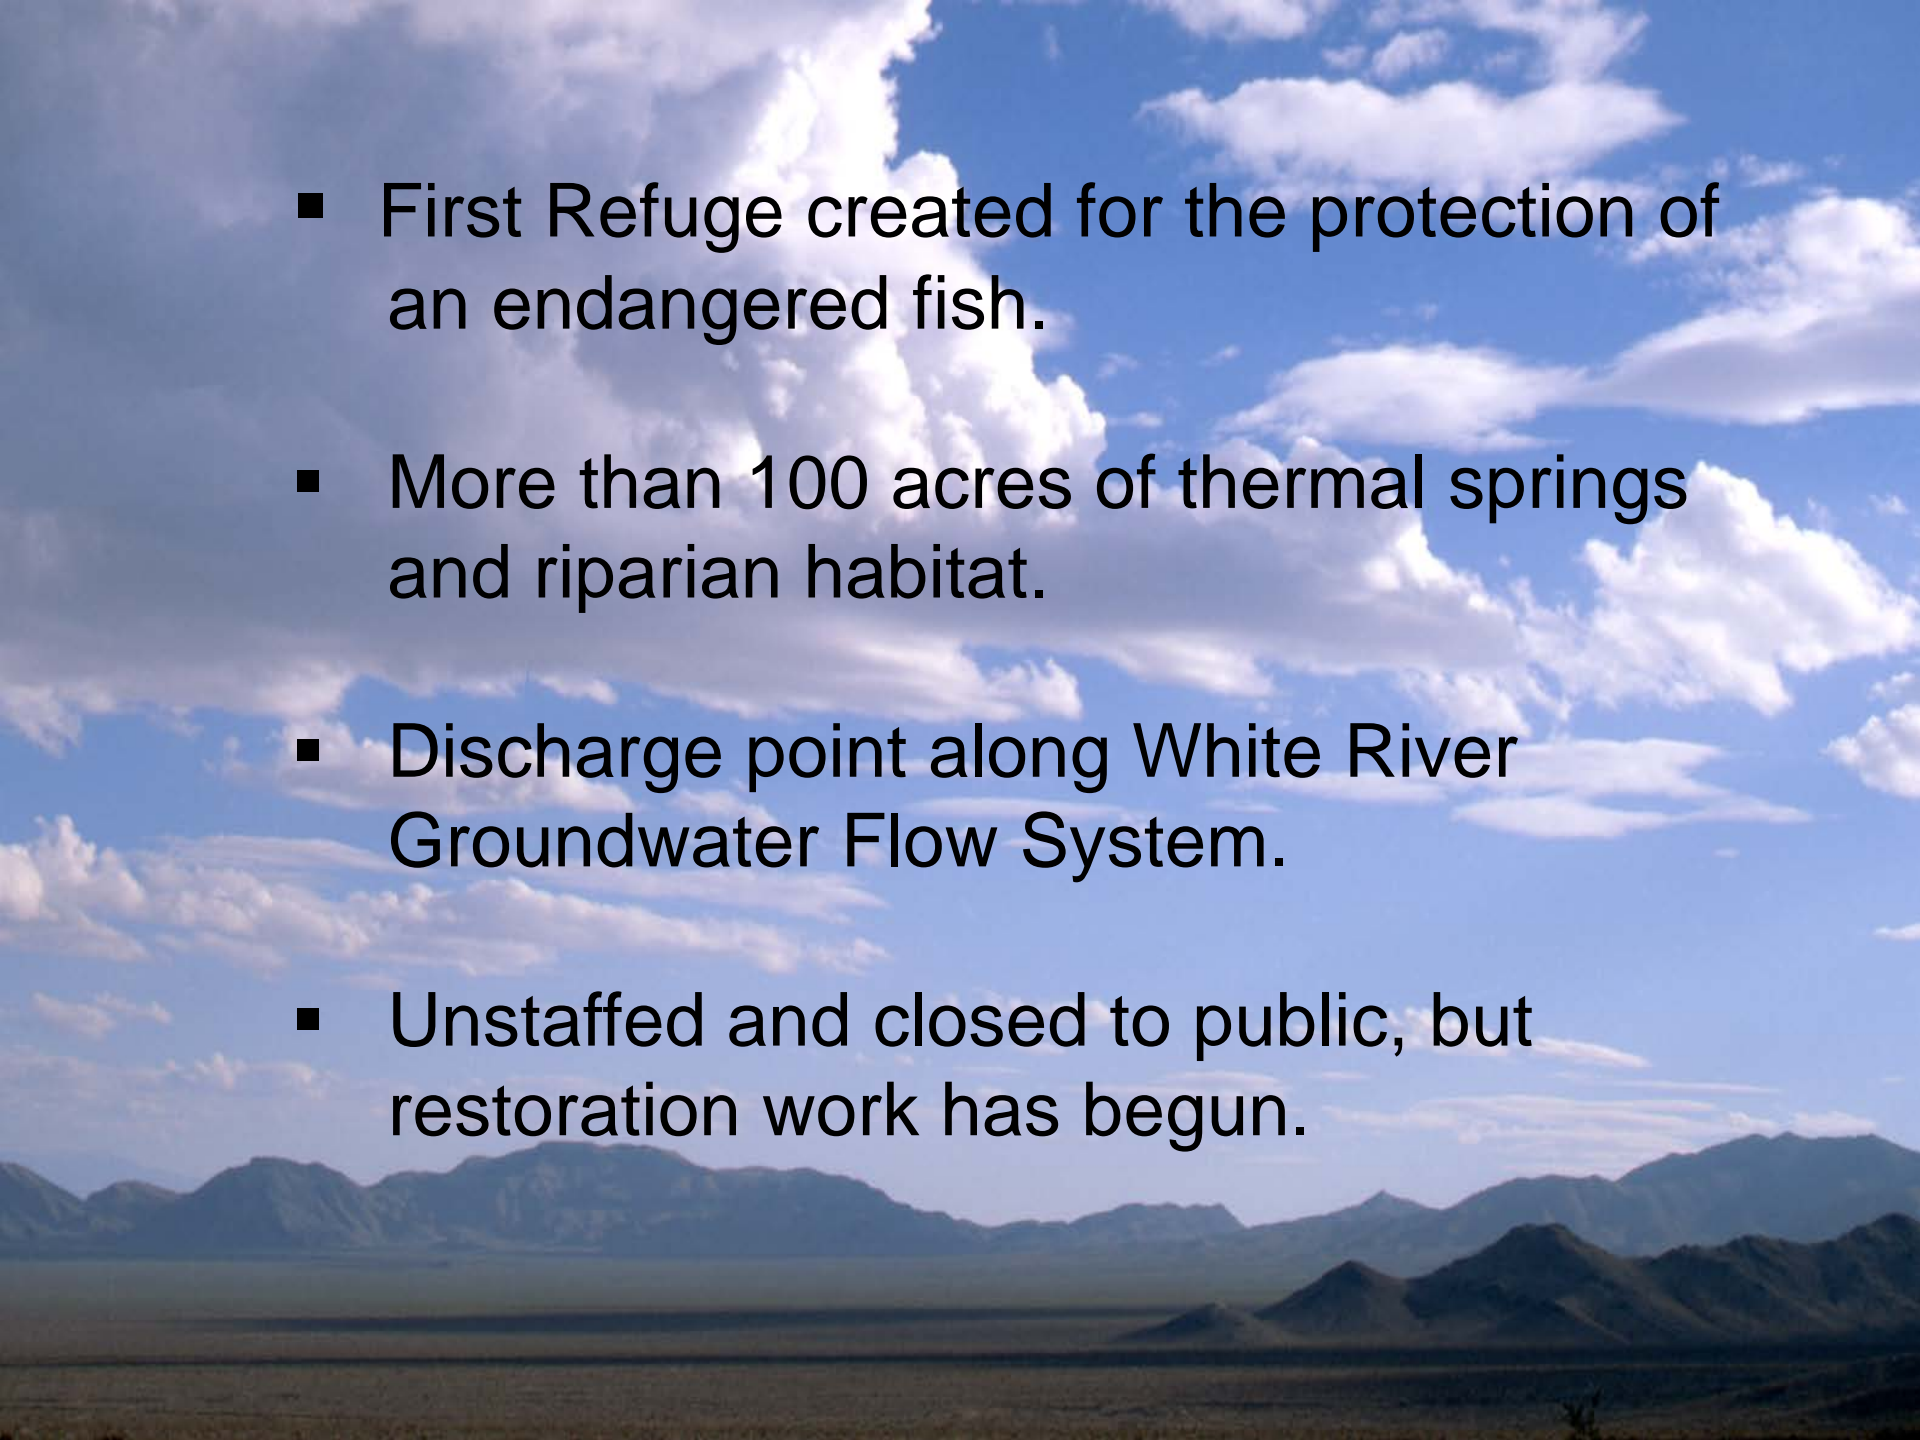 ▪ First Refuge created for the protection of
an endangered fish.
▪ More than 100 acres of thermal springs
and riparian habitat.
▪ Discharge point along White River
Groundwater Flow System.
▪ Unstaffed and closed to public, but
restoration work has begun.